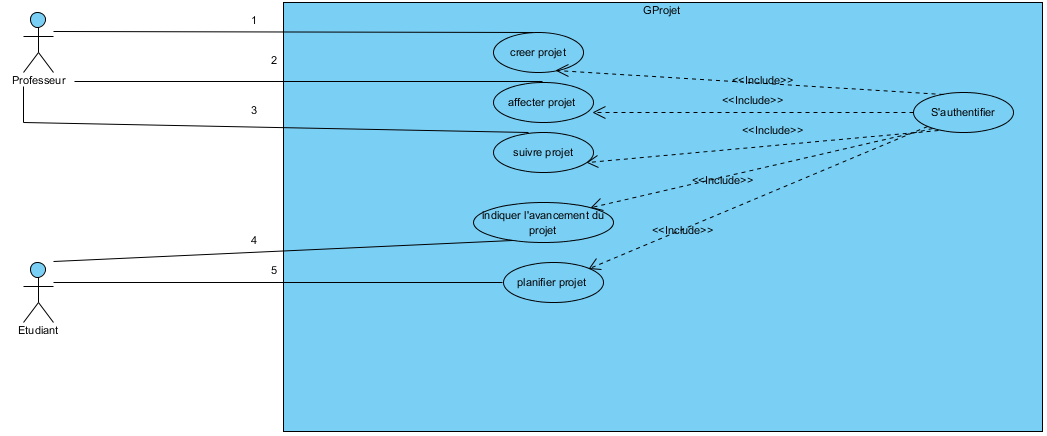 GProjet
1
creer projet
2
Professeur
<<Include>>
affecter projet
<<Include>>
S'authentifier
3
<<Include>>
suivre projet
<<Include>>
Indiquer l'avancement du
projet
<<Include>>
4
5
planifier projet
Etudiant